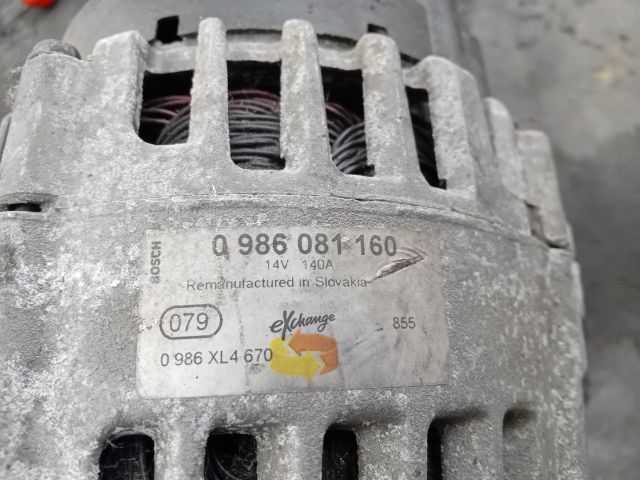 BOSCH
0 986 081 160
14V 140A
Remanufactured in Slovakia
079
eXchange
855
0 986 XL4 670